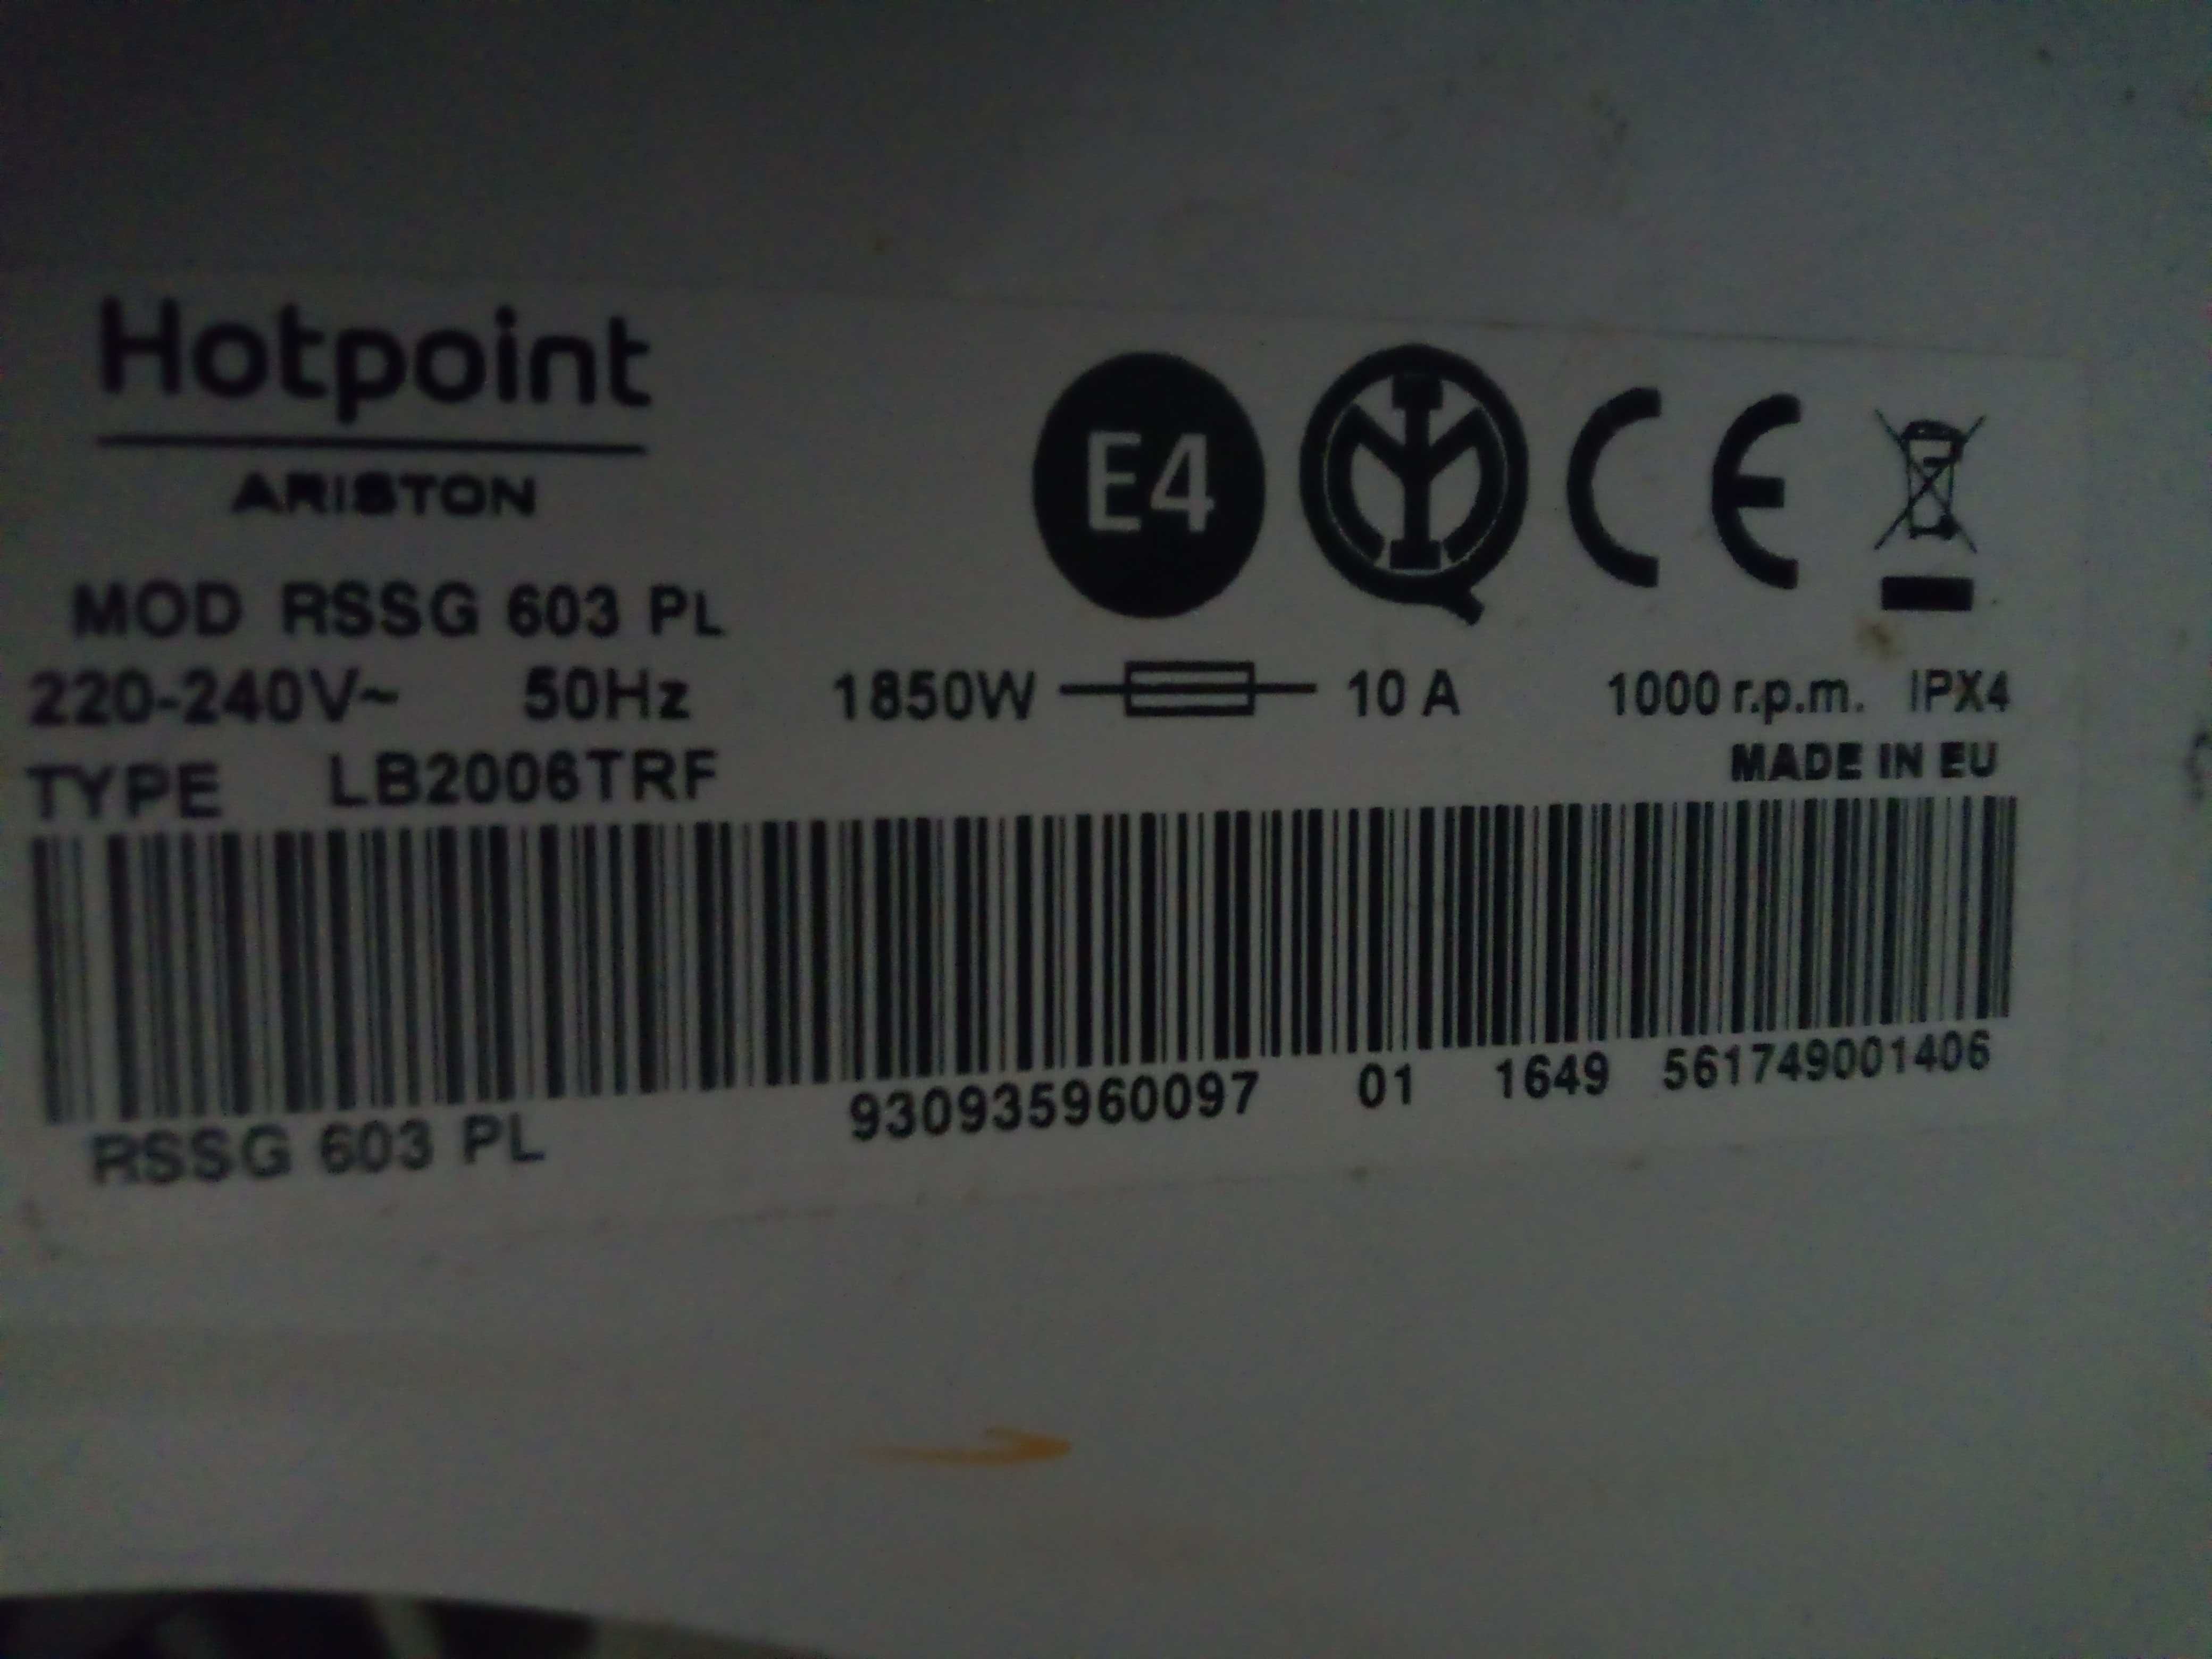 Hotpoint
ARISTON
E4
CE
MOD RSSG 603 PL
220-240V~ 50Hz 1850W 10 A 1000 r.p.m. IPX4
TYPE LB2006TRF MADE IN EU
RSSG 603 PL 930935960097 01 1649 561749001406